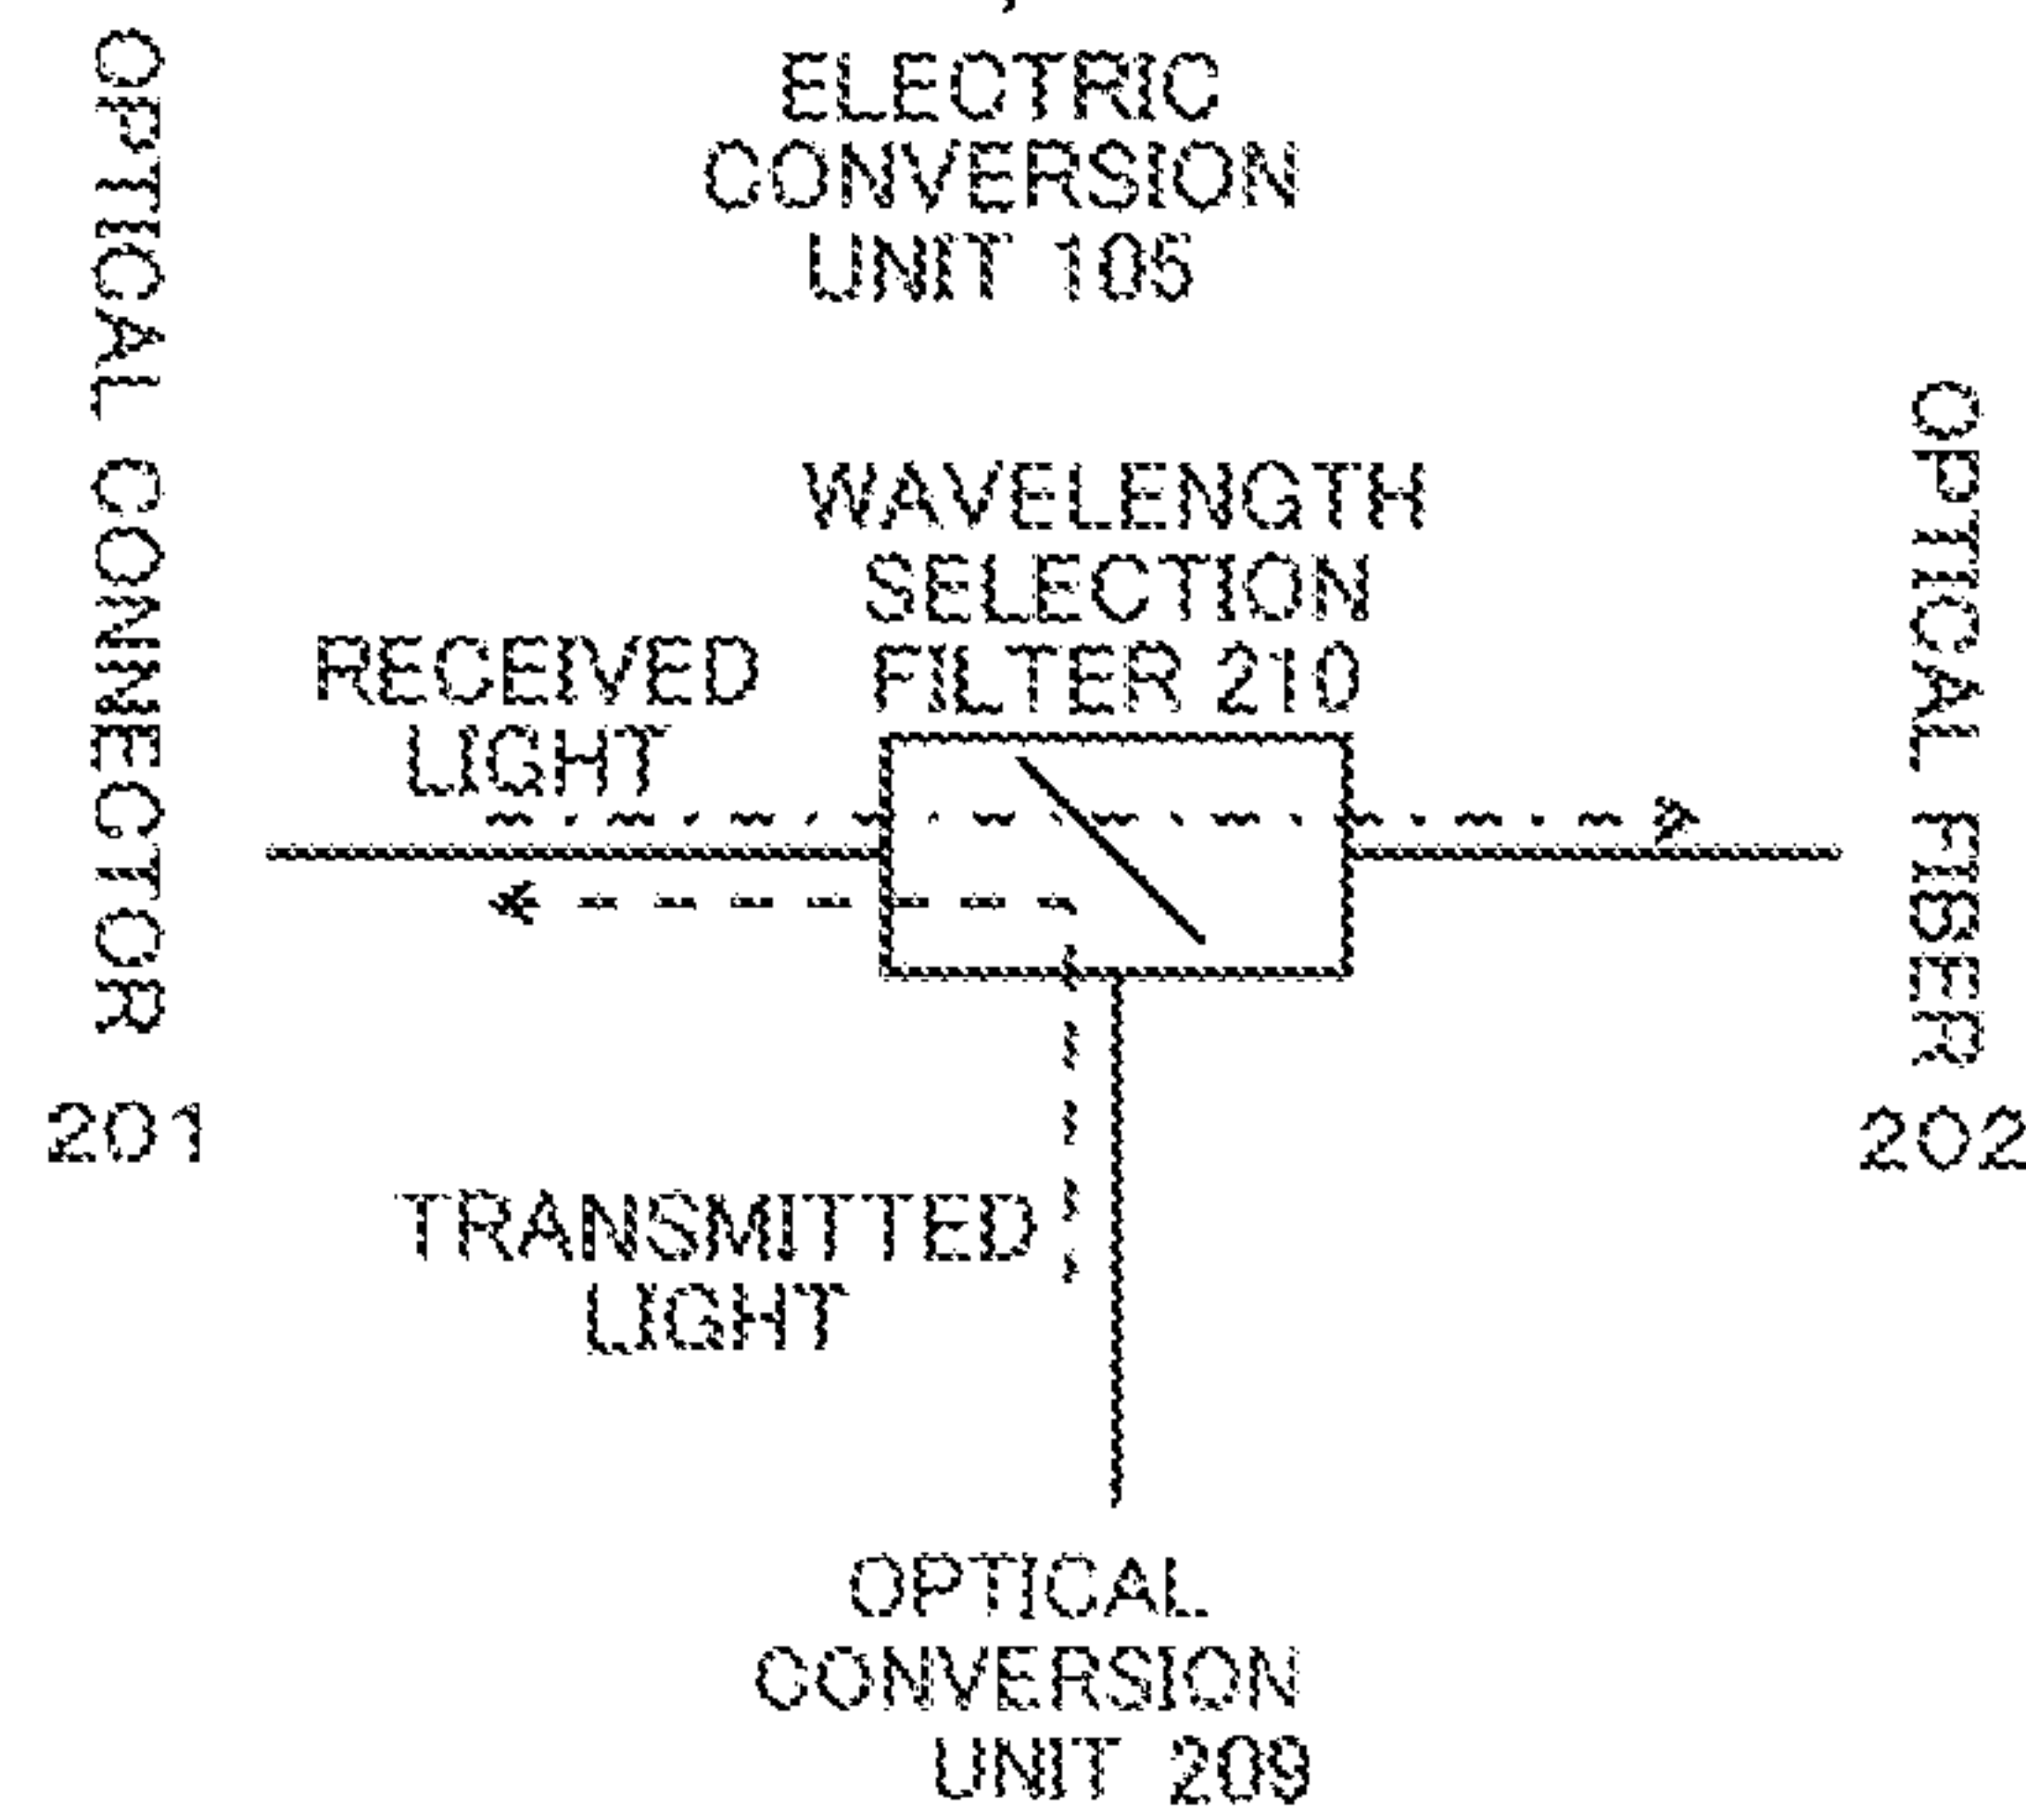 OPTICAL CONNECTOR
201
ELECTRIC
CONVERSION
UNIT 105
WAVELENGTH
SELECTION
FILTER 210
RECEIVED
LIGHT
TRANSMITTED
LIGHT
OPTICAL FIBER
202
OPTICAL
CONVERSION
UNIT 209